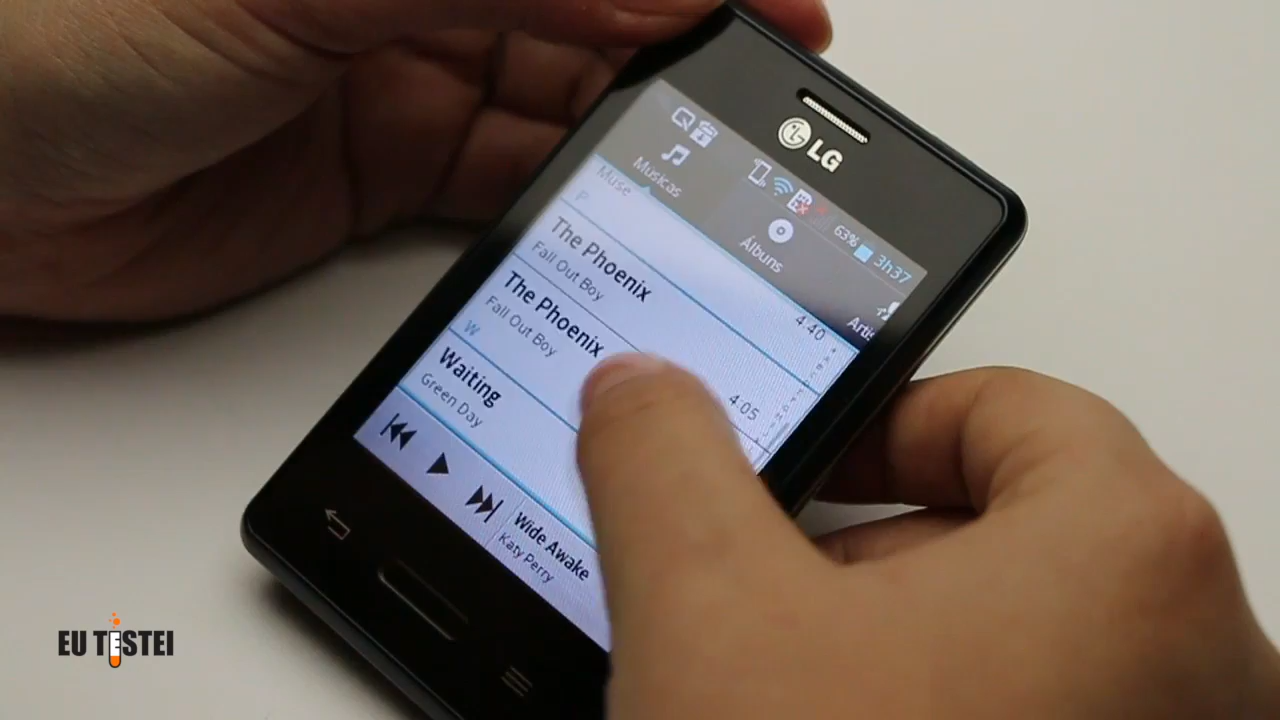 LG
63% 3h37
Musicas
Álbuns
Artis
Muse
4:40
P
The Phoenix
Fall Out Boy
4:05
The Phoenix
Fall Out Boy
W
Waiting
Green Day
Wide Awake
Katy Perry
EU TESTEI